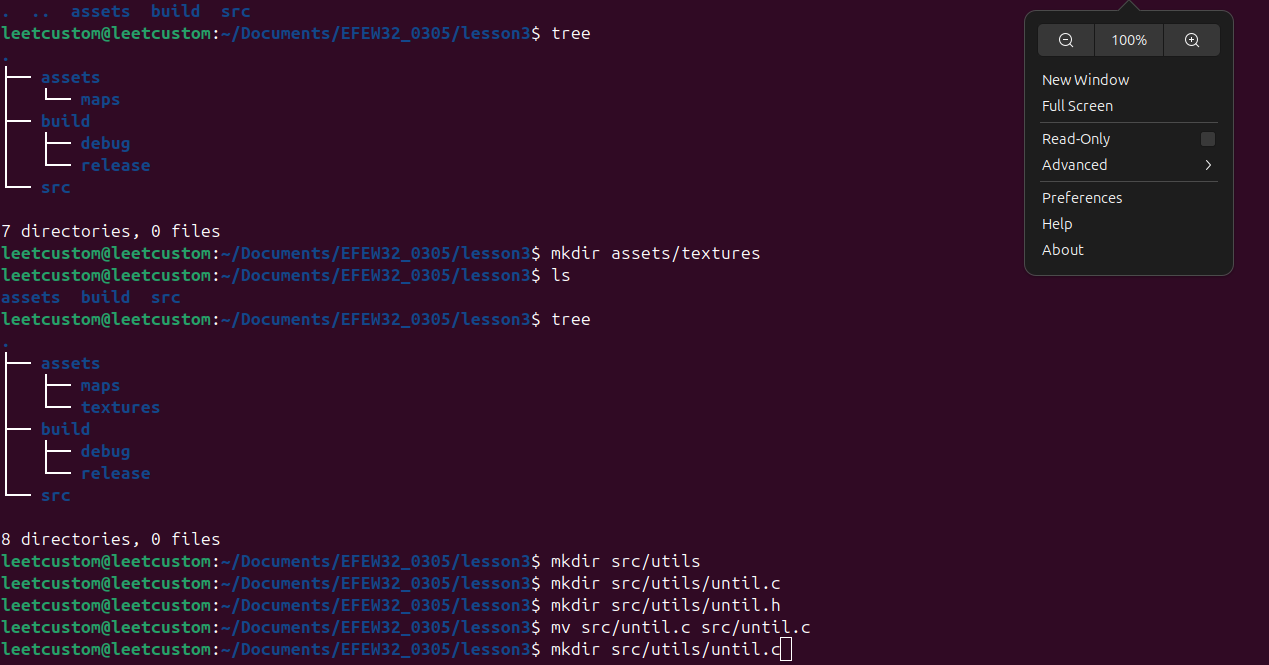 . .. assets build src
leetcustom@leetcustom:~/Documents/EFEW32_0305/lesson3$ tree
.
├── assets
│   └── maps
├── build
│   ├── debug
│   └── release
└── src
7 directories, 0 files
leetcustom@leetcustom:~/Documents/EFEW32_0305/lesson3$ mkdir assets/textures
leetcustom@leetcustom:~/Documents/EFEW32_0305/lesson3$ ls
assets build src
leetcustom@leetcustom:~/Documents/EFEW32_0305/lesson3$ tree
.
├── assets
│   ├── maps
│   └── textures
├── build
│   ├── debug
│   └── release
└── src
8 directories, 0 files
leetcustom@leetcustom:~/Documents/EFEW32_0305/lesson3$ mkdir src/utils
leetcustom@leetcustom:~/Documents/EFEW32_0305/lesson3$ mkdir src/utils/until.c
leetcustom@leetcustom:~/Documents/EFEW32_0305/lesson3$ mkdir src/utils/until.h
leetcustom@leetcustom:~/Documents/EFEW32_0305/lesson3$ mv src/until.c src/until.c
leetcustom@leetcustom:~/Documents/EFEW32_0305/lesson3$ mkdir src/utils/until.c
100%
New Window
Full Screen
Read-Only
Advanced
Preferences
Help
About